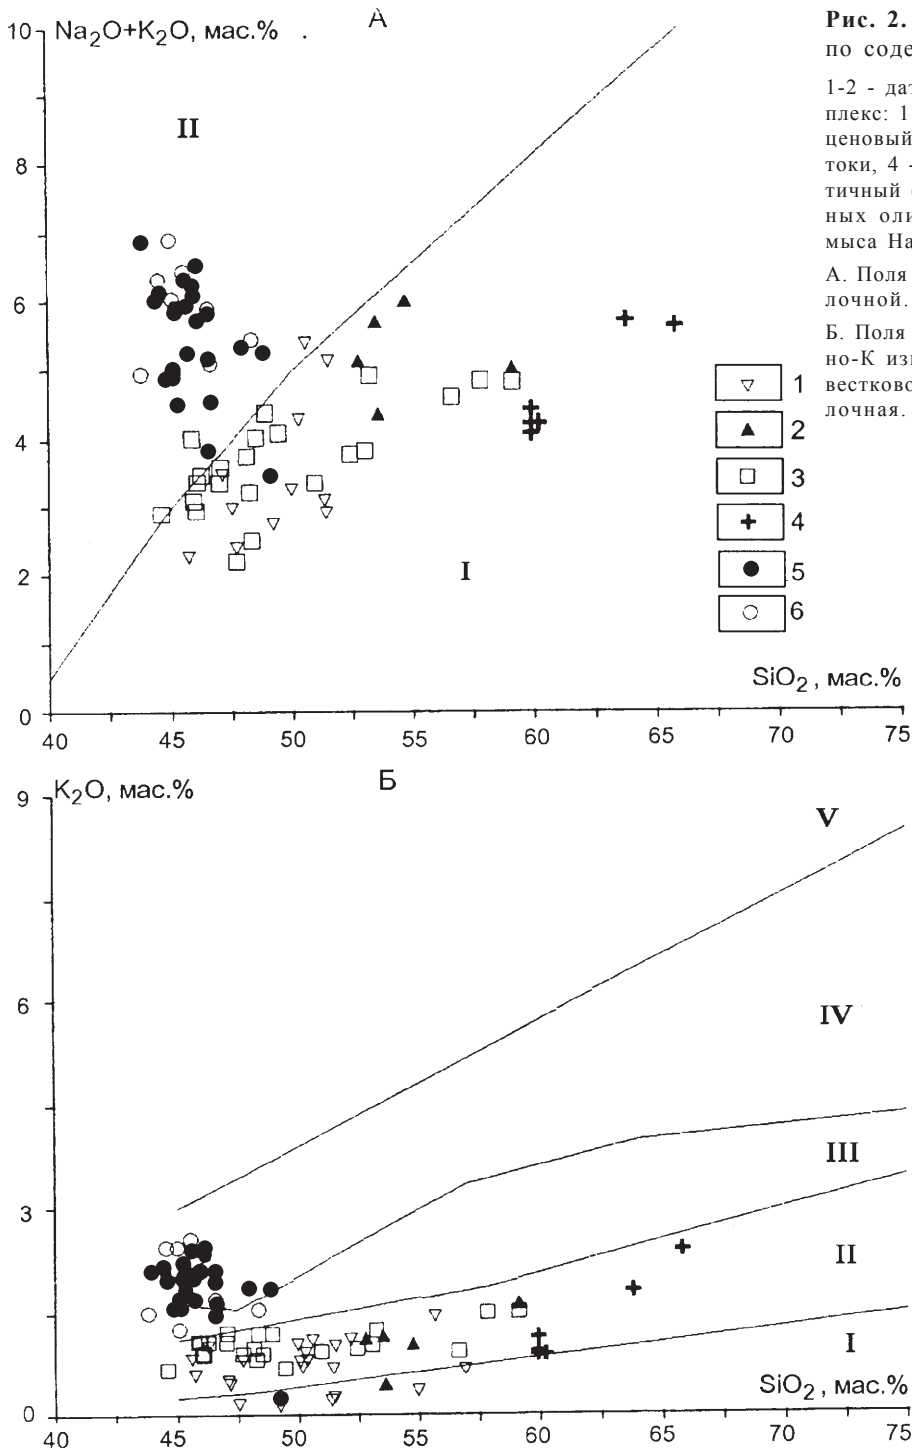 А
Na2O+K2O, мас.%
10
8
6
4
2
0
II
I
1
2
3
4
5
6
SiO2, мас.%
40 45 50 55 60 65 70 75
Рис. 2.
по соде
1-2 - да
плекс: 1
ценовый
токи, 4 -
тичный
ных оли
мыса На
А. Поля
лочной.
Б. Поля
но-К из
вестково
лочная.
Б
K2O, мас.%
9
6
3
0
V
IV
III
II
I
SiO2, мас.%
40 45 50 55 60 65 70 75